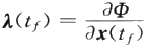 λ(t_f) = ∂Φ / ∂x(t_f)